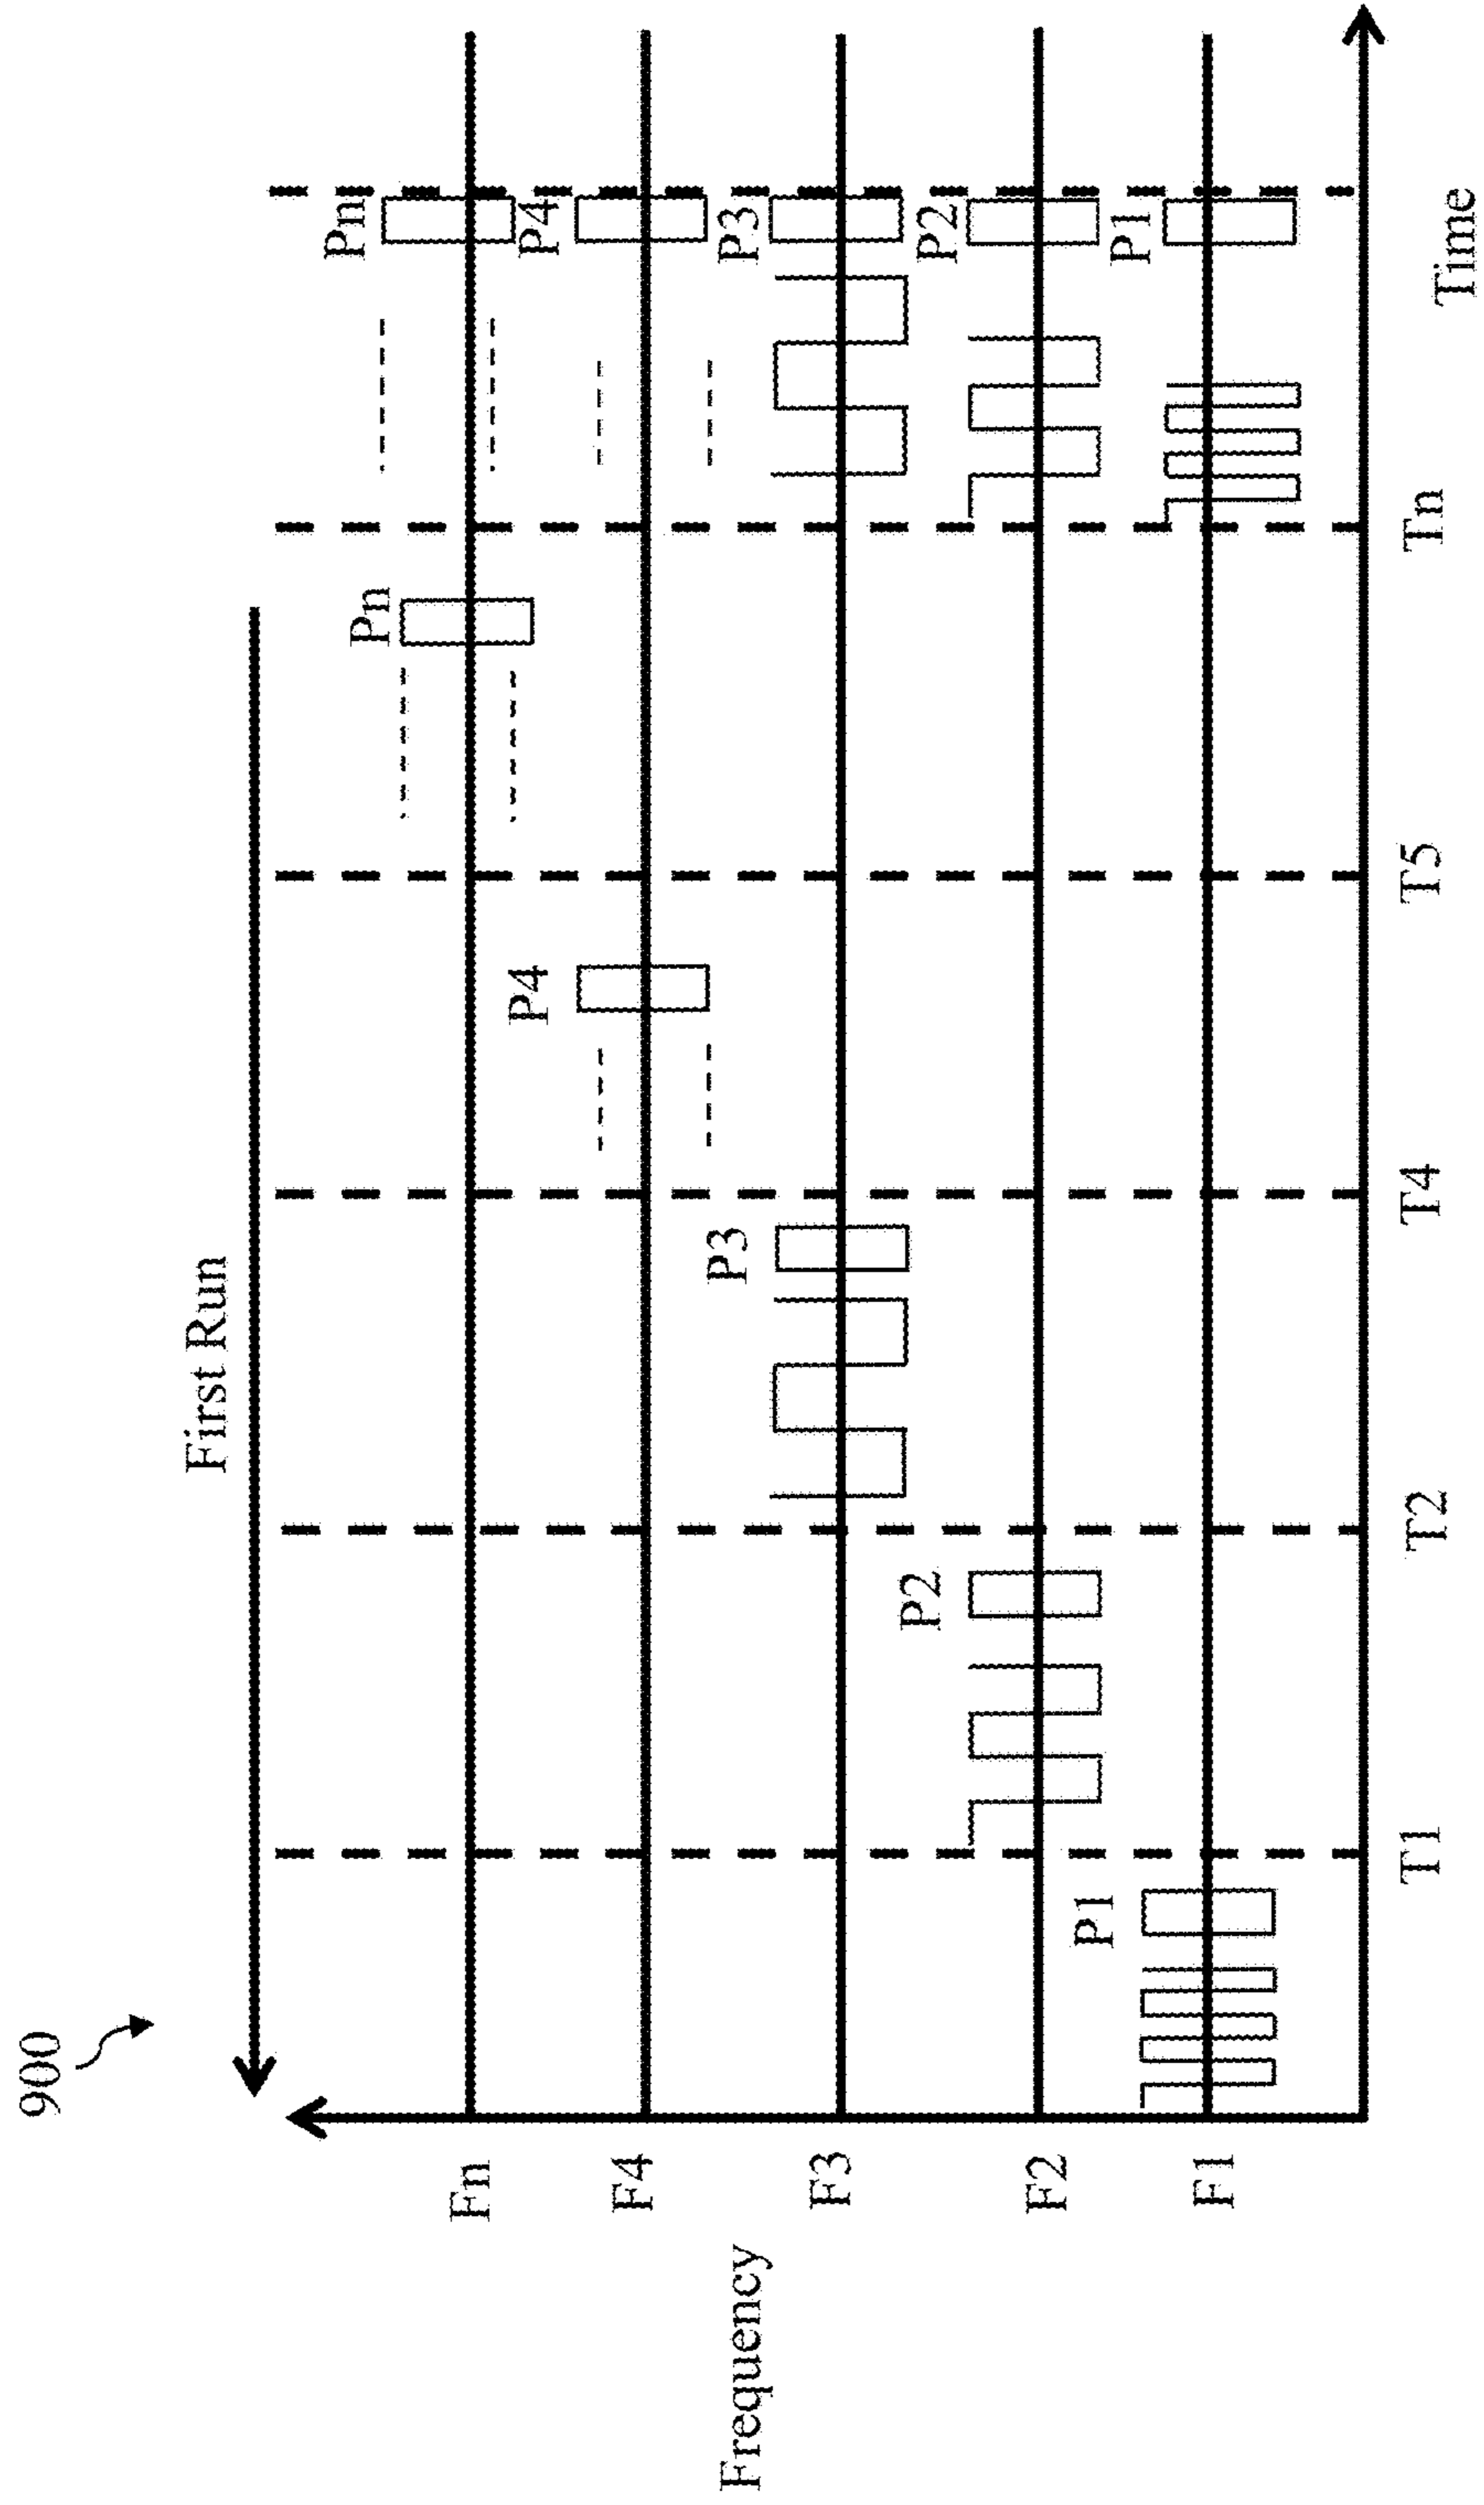 900
First Run
Pn
Pn
P4
P4
P3
P3
P2
P2
P1
P1
Fn
F4
F3
F2
F1
Frequency
T1
T2
T4
T5
Tn
Time